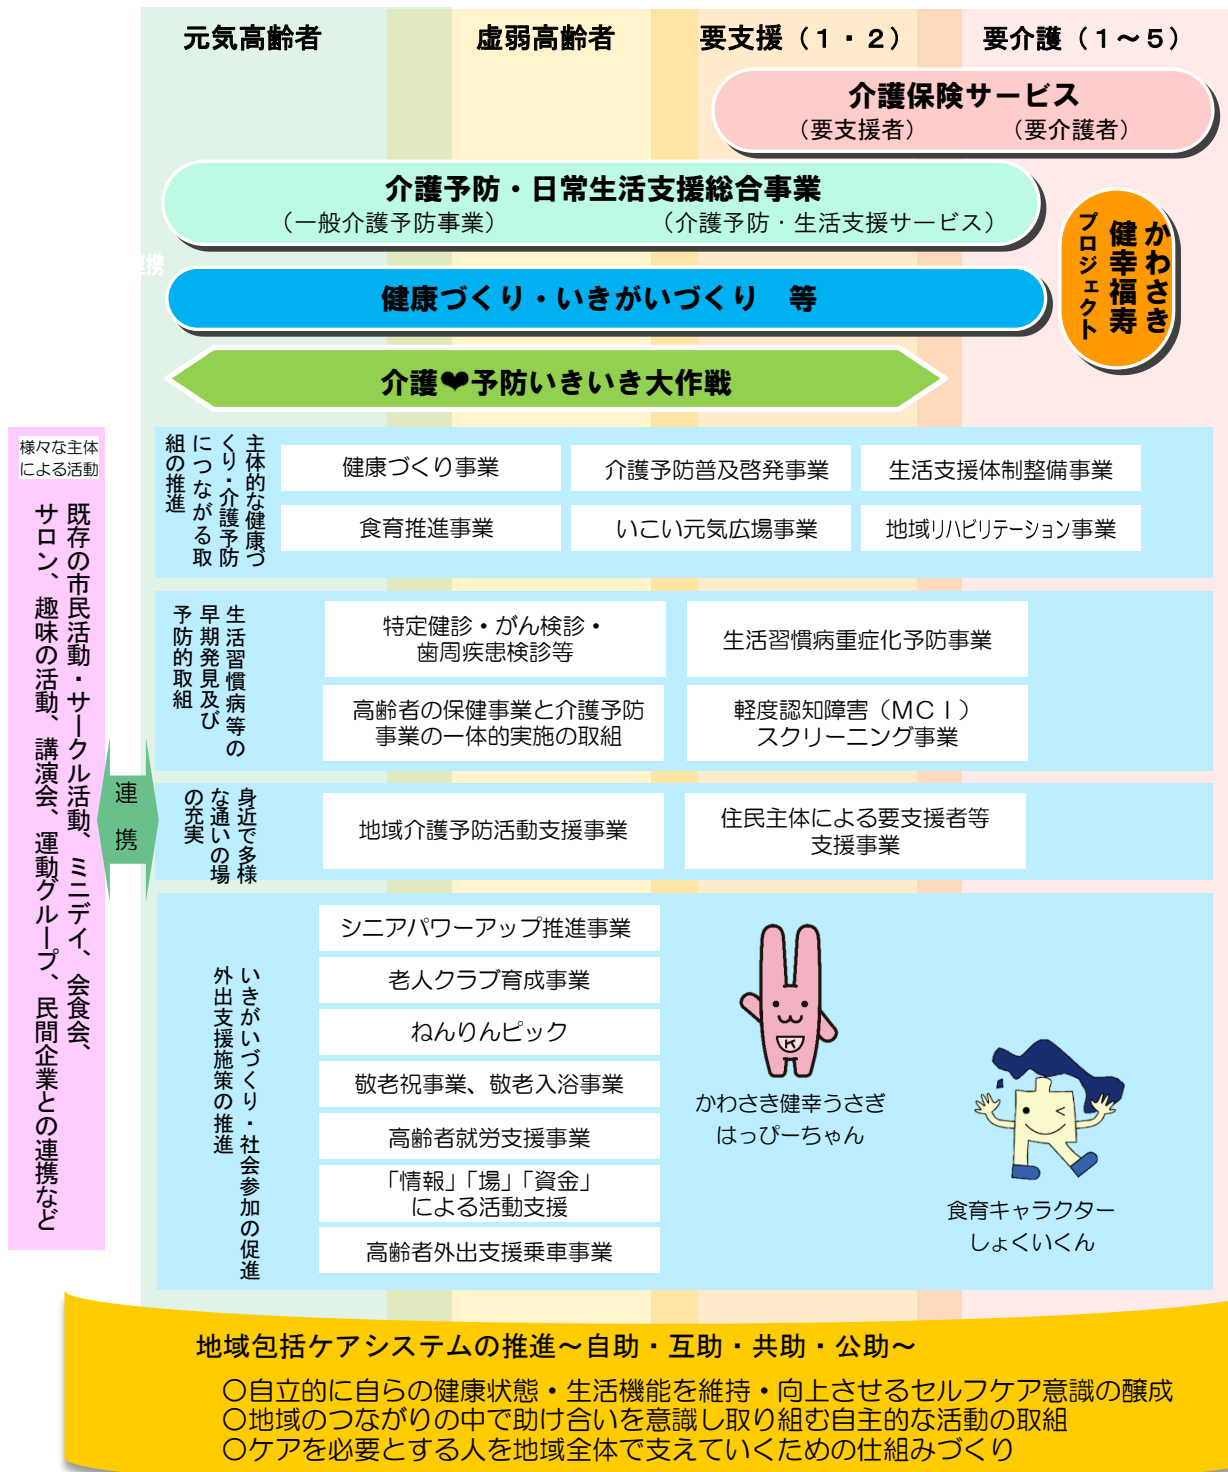 元気高齢者
虚弱高齢者
要支援（１・２）
要介護（１～５）
介護保険サービス
（要支援者）　（要介護者）
介護予防・日常生活支援総合事業
（一般介護予防事業）　（介護予防・生活支援サービス）
連携
健康づくり・いきがいづくり　等
かわさき
健幸福寿
プロジェクト
介護❤予防いきいき大作戦
様々な主体
による活動
既存の市民活動・サークル活動、ミニデイ、会食会、
サロン、趣味の活動、講演会、運動グループ、民間企業との連携など
連
携
主体的な健康づ
くり・介護予防
につながる取
組の推進
健康づくり事業
介護予防普及啓発事業
生活支援体制整備事業
食育推進事業
いこい元気広場事業
地域リハビリテーション事業
生活習慣病等の
早期発見及び
予防的取組
特定健診・がん検診・
歯周疾患検診等
生活習慣病重症化予防事業
高齢者の保健事業と介護予防
事業の一体的実施の取組
軽度認知障害（ＭＣＩ）
スクリーニング事業
身近で多様
な通いの場
の充実
地域介護予防活動支援事業
住民主体による要支援者等
支援事業
いきがいづくり・社会参加の促進
外出支援施策の推進
シニアパワーアップ推進事業
老人クラブ育成事業
ねんりんピック
敬老祝事業、敬老入浴事業
高齢者就労支援事業
「情報」「場」「資金」
による活動支援
高齢者外出支援乗車事業
K
かわさき健幸うさぎ
はっぴーちゃん
食育キャラクター
しょくいくん
地域包括ケアシステムの推進～自助・互助・共助・公助～
○自立的に自らの健康状態・生活機能を維持・向上させるセルフケア意識の醸成
○地域のつながりの中で助け合いを意識し取り組む自主的な活動の取組
○ケアを必要とする人を地域全体で支えていくための仕組みづくり